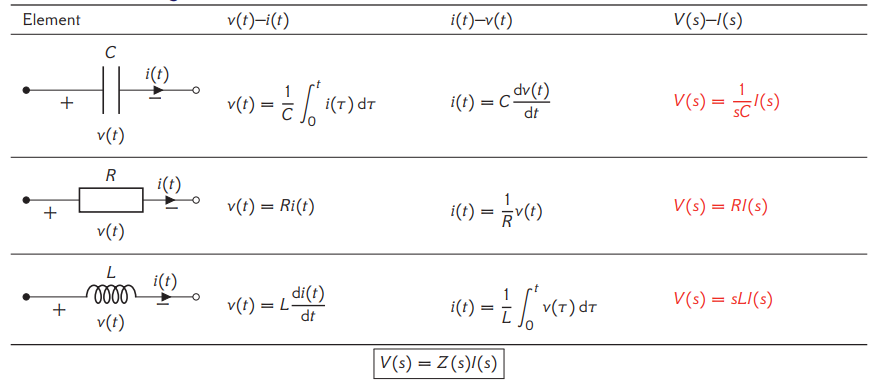 Element v(t)–i(t) i(t)–v(t) V(s)–I(s)
C
i(t)
+ −
v(t)
v(t) = 1/C ∫₀ᵗ i(τ) dτ
i(t) = C dv(t)/dt
V(s) = 1/sC I(s)
R
i(t)
+ −
v(t)
v(t) = Ri(t)
i(t) = 1/R v(t)
V(s) = RI(s)
L
i(t)
+ −
v(t)
v(t) = L di(t)/dt
i(t) = 1/L ∫₀ᵗ v(τ) dτ
V(s) = sLI(s)
V(s) = Z(s)I(s)